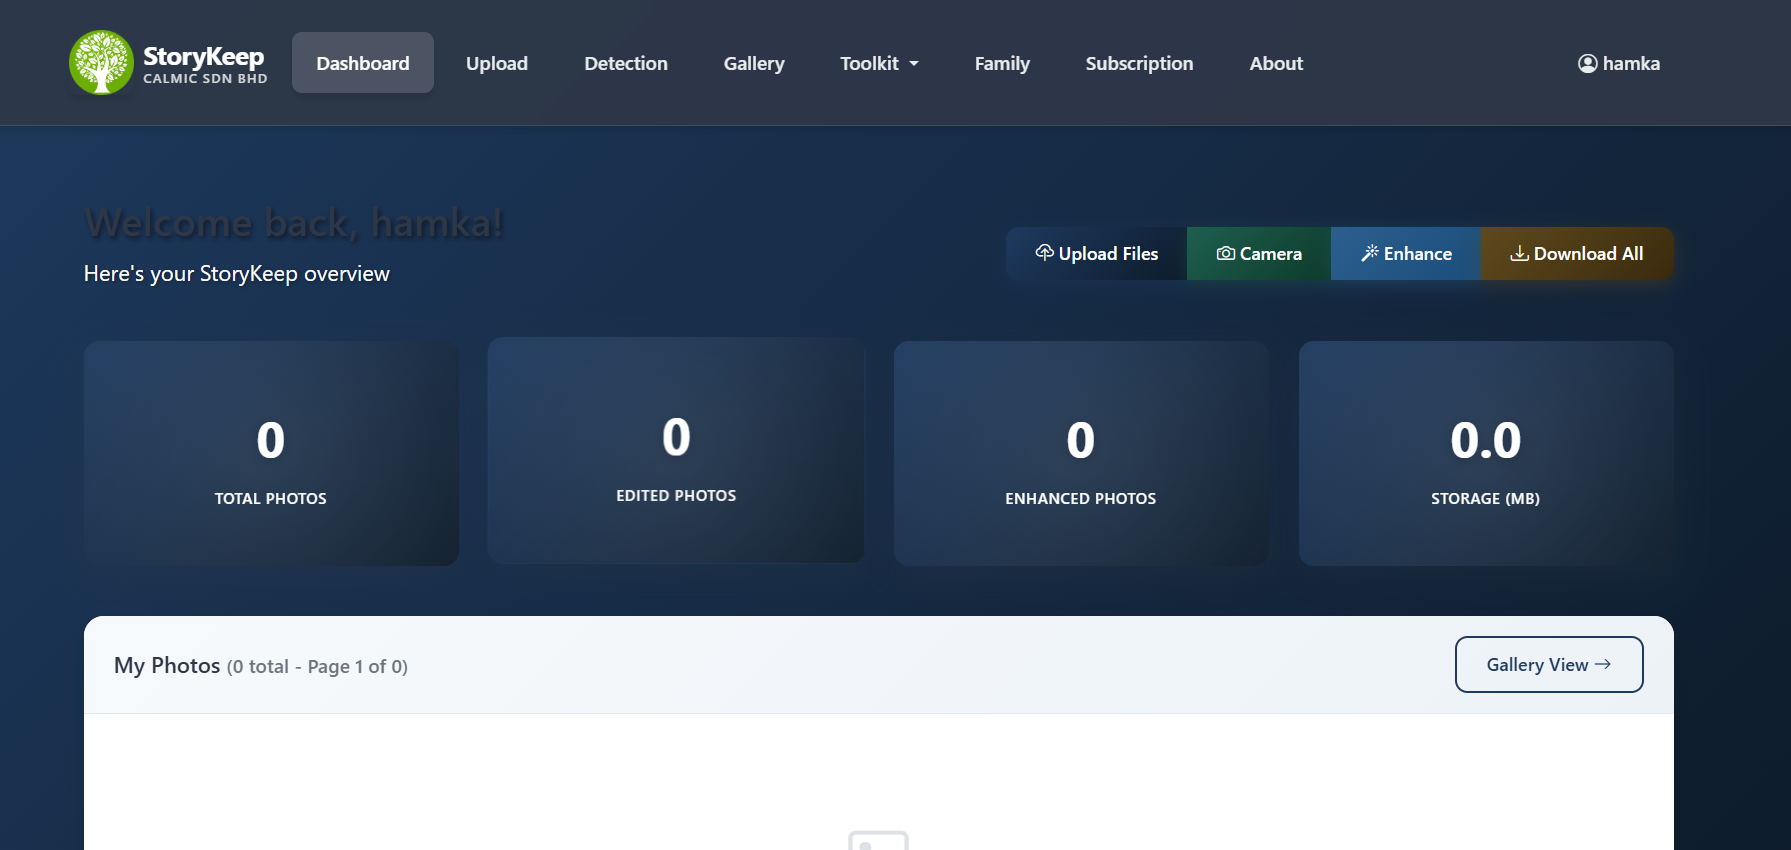 StoryKeep
CALMIC SDN BHD
Dashboard
Upload
Detection
Gallery
Toolkit
Family
Subscription
About
hamka
Welcome back, hamka!
Here's your StoryKeep overview
Upload Files
Camera
Enhance
Download All
0
TOTAL PHOTOS
0
EDITED PHOTOS
0
ENHANCED PHOTOS
0.0
STORAGE (MB)
My Photos (0 total - Page 1 of 0)
Gallery View →